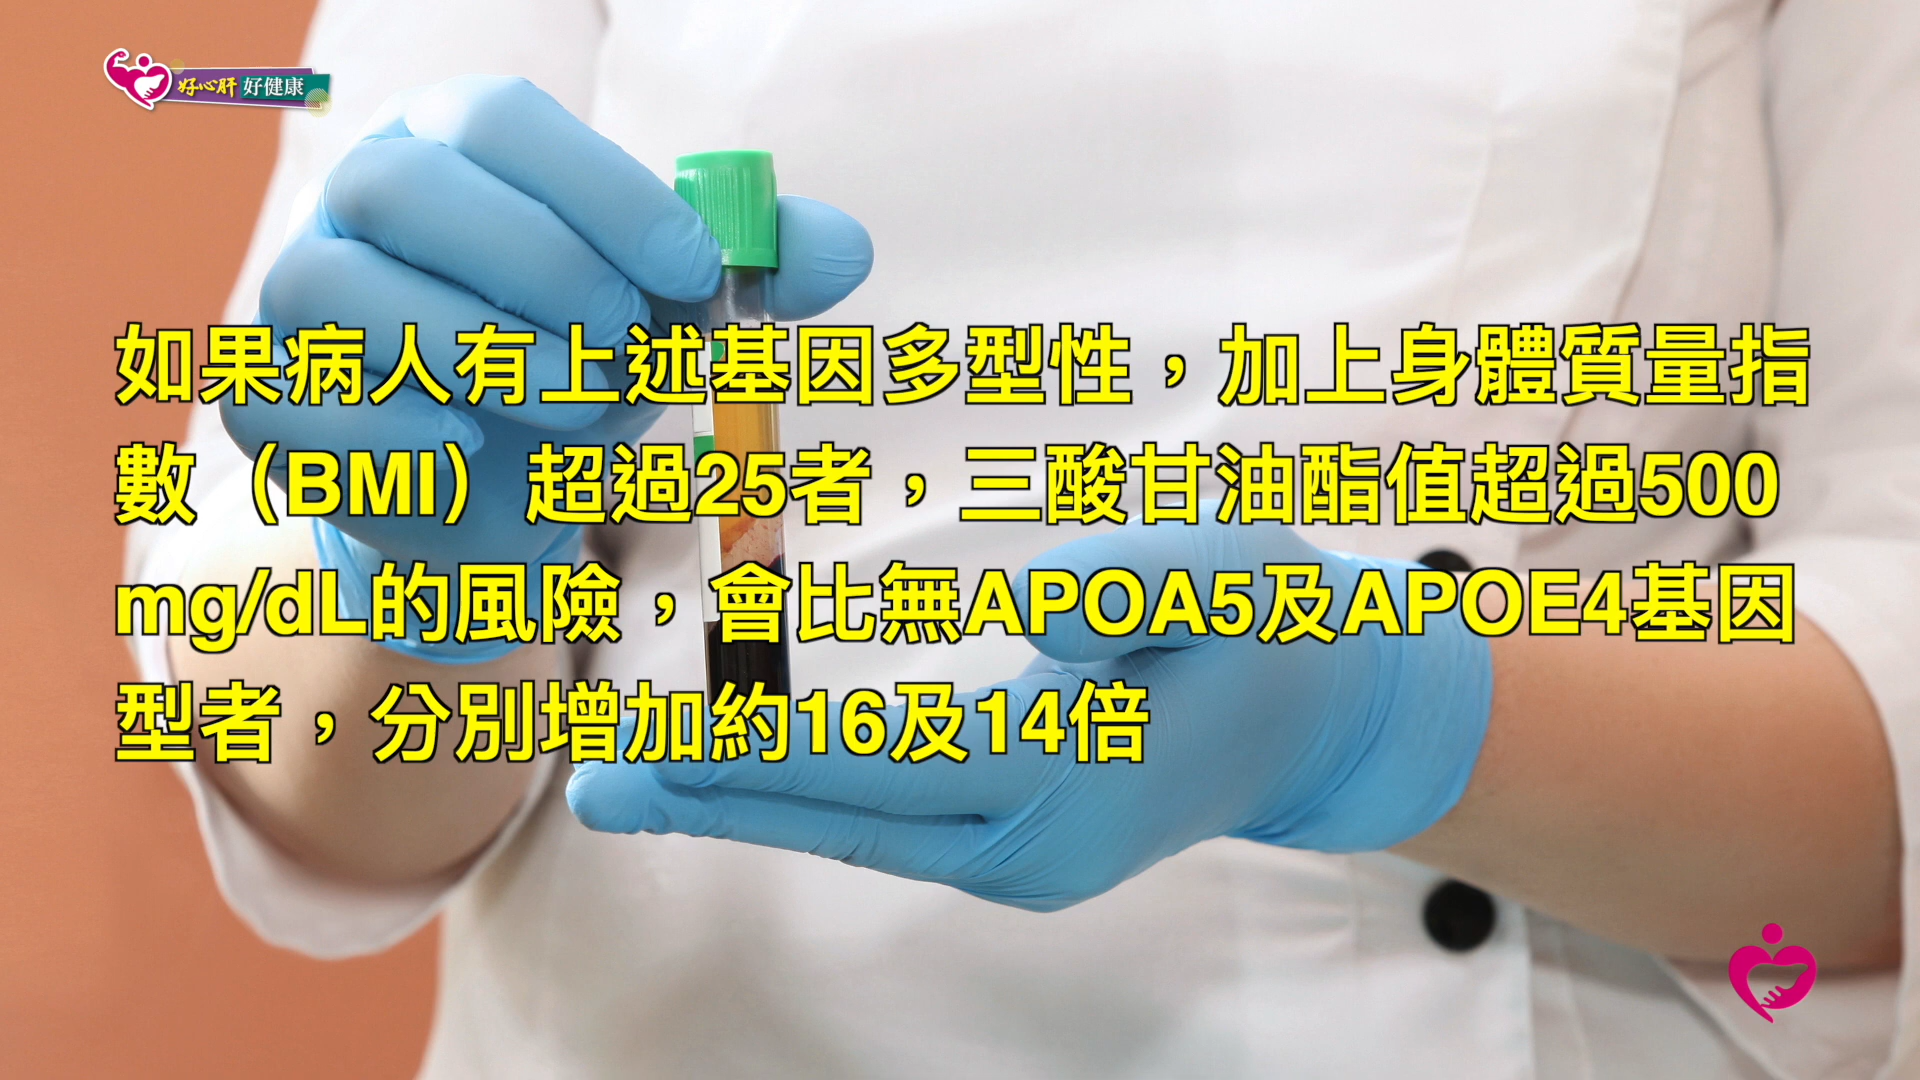 好心肝 好健康
如果病人有上述基因多型性，加上身體質量指
數（BMI）超過25者，三酸甘油酯值超過500
mg/dL的風險，會比無APOA5及APOE4基因
型者，分別增加約16及14倍